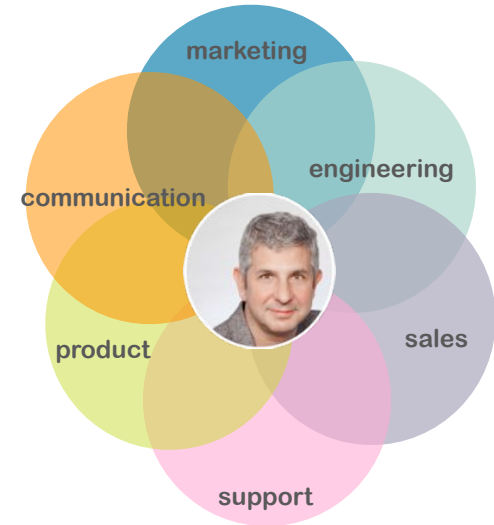 marketing
engineering
communication
sales
product
support